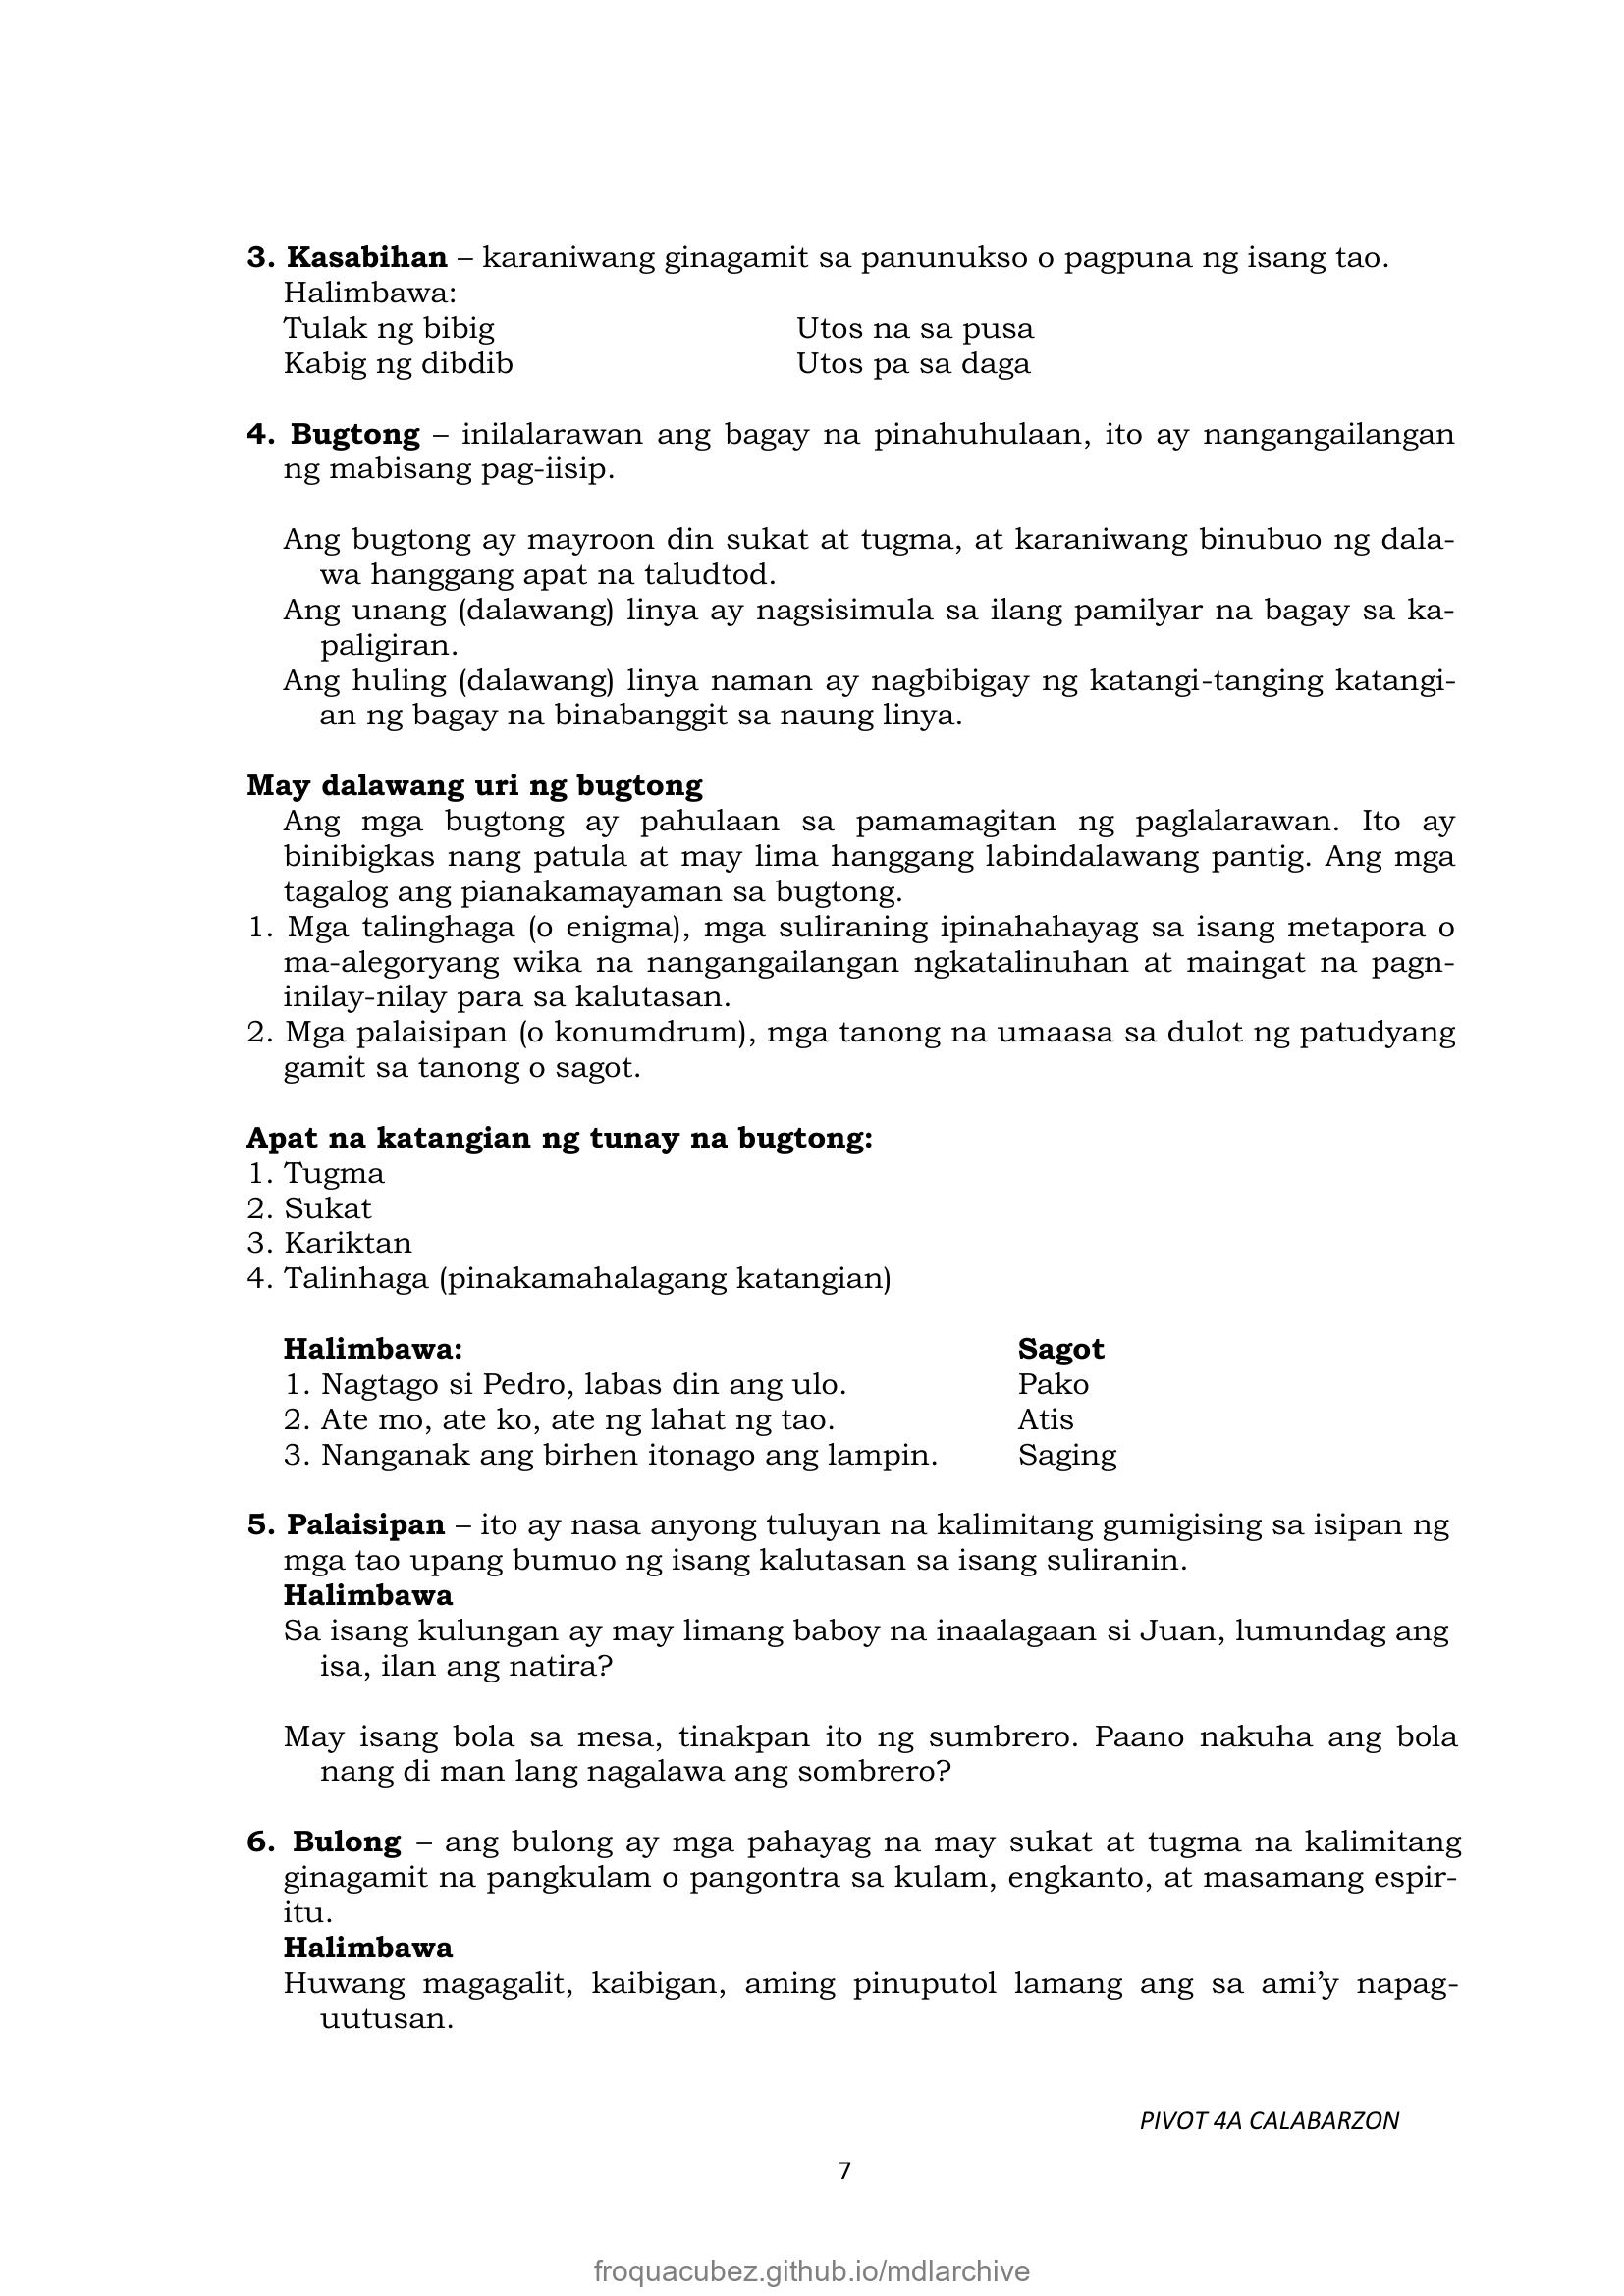 3. Kasabihan – karaniwang ginagamit sa panunukso o pagpuna ng isang tao.
Halimbawa:
Tulak ng bibig Utos na sa pusa
Kabig ng dibdib Utos pa sa daga
4. Bugtong – inilalarawan ang bagay na pinahuhulaan, ito ay nangangailangan
ng mabisang pag-iisip.
Ang bugtong ay mayroon din sukat at tugma, at karaniwang binubuo ng dala-
wa hanggang apat na taludtod.
Ang unang (dalawang) linya ay nagsisimula sa ilang pamilyar na bagay sa ka-
paligiran.
Ang huling (dalawang) linya naman ay nagbibigay ng katangi-tanging katangi-
an ng bagay na binabanggit sa naung linya.
May dalawang uri ng bugtong
Ang mga bugtong ay pahulaan sa pamamagitan ng paglalarawan. Ito ay
binibigkas nang patula at may lima hanggang labindalawang pantig. Ang mga
tagalog ang pianakamayaman sa bugtong.
1. Mga talinghaga (o enigma), mga suliraning ipinahahayag sa isang metapora o
ma-alegoryang wika na nangangailangan ngkatalinuhan at maingat na pagn-
inilay-nilay para sa kalutasan.
2. Mga palaisipan (o konumdrum), mga tanong na umaasa sa dulot ng patudyang
gamit sa tanong o sagot.
Apat na katangian ng tunay na bugtong:
1. Tugma
2. Sukat
3. Kariktan
4. Talinhaga (pinakamahalagang katangian)
Halimbawa: Sagot
1. Nagtago si Pedro, labas din ang ulo. Pako
2. Ate mo, ate ko, ate ng lahat ng tao. Atis
3. Nanganak ang birhen itonago ang lampin. Saging
5. Palaisipan – ito ay nasa anyong tuluyan na kalimitang gumigising sa isipan ng
mga tao upang bumuo ng isang kalutasan sa isang suliranin.
Halimbawa
Sa isang kulungan ay may limang baboy na inaalagaan si Juan, lumundag ang
isa, ilan ang natira?
May isang bola sa mesa, tinakpan ito ng sumbrero. Paano nakuha ang bola
nang di man lang nagalawa ang sombrero?
6. Bulong – ang bulong ay mga pahayag na may sukat at tugma na kalimitang
ginagamit na pangkulam o pangontra sa kulam, engkanto, at masamang espir-
itu.
Halimbawa
Huwang magagalit, kaibigan, aming pinuputol lamang ang sa ami’y napag-
uutusan.
PIVOT 4A CALABARZON
7
froquacubez.github.io/mdlarchive